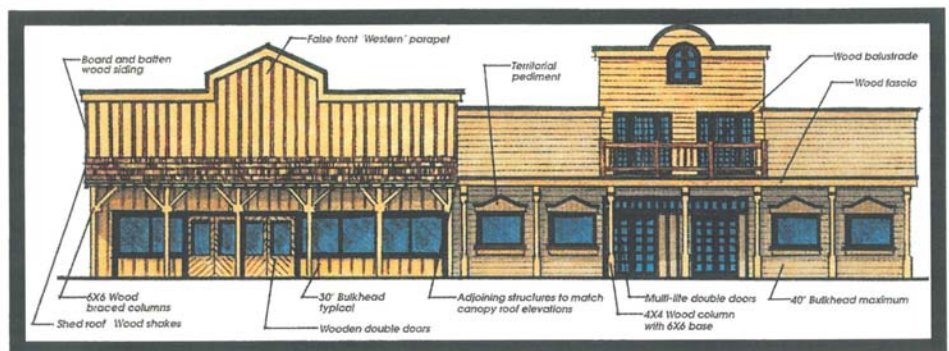 False front 'Western' parapet
Board and batten
wood siding
Territorial
pediment
Wood balustrade
Wood fascia
6X6 Wood
braced columns
Shed roof Wood shakes
30" Bulkhead
typical
Wooden double doors
Adjoining structures to match
canopy roof elevations
Multi-lite double doors
4X4 Wood column
with 6X6 base
40" Bulkhead maximum